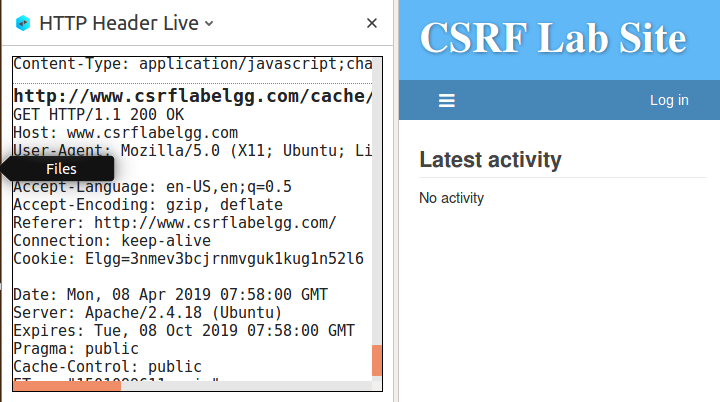 HTTP Header Live
Content-Type: application/javascript;cha
http://www.csrflabelgg.com/cache/
GET HTTP/1.1 200 OK
Host: www.csrflabelgg.com
User-Agent: Mozilla/5.0 (X11; Ubuntu; Li
Files
Accept-Language: en-US,en;q=0.5
Accept-Encoding: gzip, deflate
Referer: http://www.csrflabelgg.com/
Connection: keep-alive
Cookie: Elgg=3nmev3bcjrnmvguk1kug1n52l6
Date: Mon, 08 Apr 2019 07:58:00 GMT
Server: Apache/2.4.18 (Ubuntu)
Expires: Tue, 08 Oct 2019 07:58:00 GMT
Pragma: public
Cache-Control: public
CSRF Lab Site
Log in
Latest activity
No activity